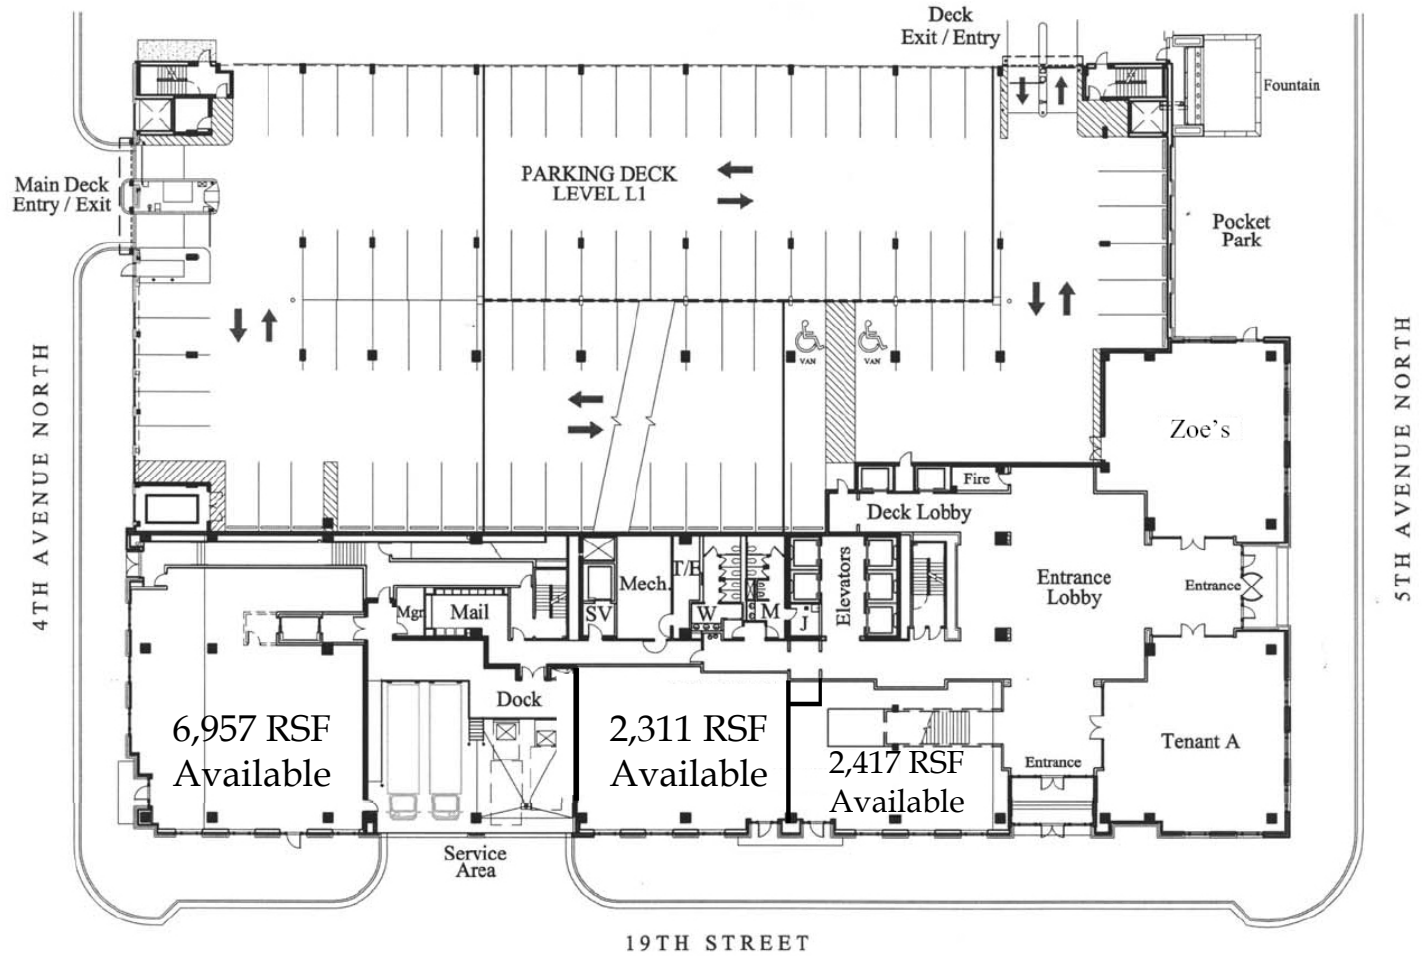 Deck
Exit / Entry
Fountain
PARKING DECK
LEVEL L1
Main Deck
Entry / Exit
Pocket
Park
VAN
VAN
4TH AVENUE NORTH
5TH AVENUE NORTH
Zoe's
Fire
Deck Lobby
Mech.
T/E
Elevators
Entrance
Lobby
Entrance
Mgr
Mail
SV
W
M
J
Dock
6,957 RSF
Available
2,311 RSF
Available
2,417 RSF
Available
Tenant A
Entrance
Service
Area
19TH STREET